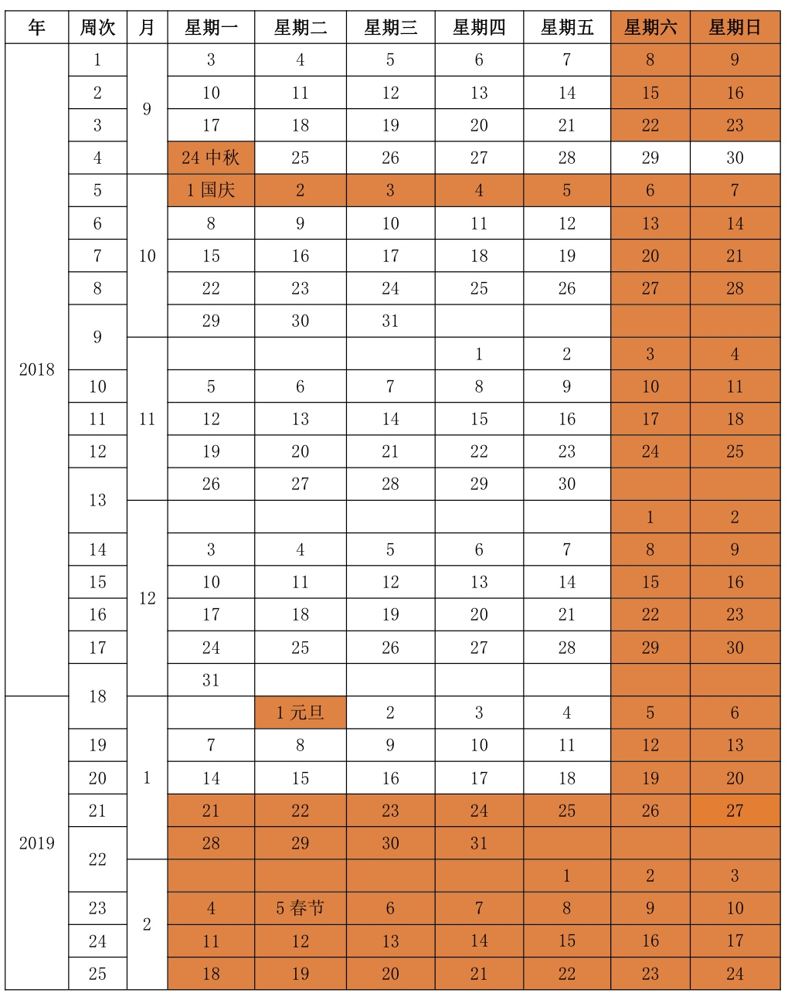 年 周次 月 星期一 星期二 星期三 星期四 星期五 星期六 星期日
1 3 4 5 6 7 8 9
2 10 11 12 13 14 15 16
9
3 17 18 19 20 21 22 23
4 24 中秋 25 26 27 28 29 30
5 1 国庆 2 3 4 5 6 7
6 8 9 10 11 12 13 14
7 10 15 16 17 18 19 20 21
8 22 23 24 25 26 27 28
29 30 31
9
1 2 3 4
2018
10 5 6 7 8 9 10 11
11 11 12 13 14 15 16 17 18
12 19 20 21 22 23 24 25
26 27 28 29 30
13
1 2
14 3 4 5 6 7 8 9
15 10 11 12 13 14 15 16
12
16 17 18 19 20 21 22 23
17 24 25 26 27 28 29 30
31
18
1 元旦 2 3 4 5 6
19 7 8 9 10 11 12 13
20 1 14 15 16 17 18 19 20
21 21 22 23 24 25 26 27
2019 28 29 30 31
22
1 2 3
23 4 5 春节 6 7 8 9 10
2
24 11 12 13 14 15 16 17
25 18 19 20 21 22 23 24